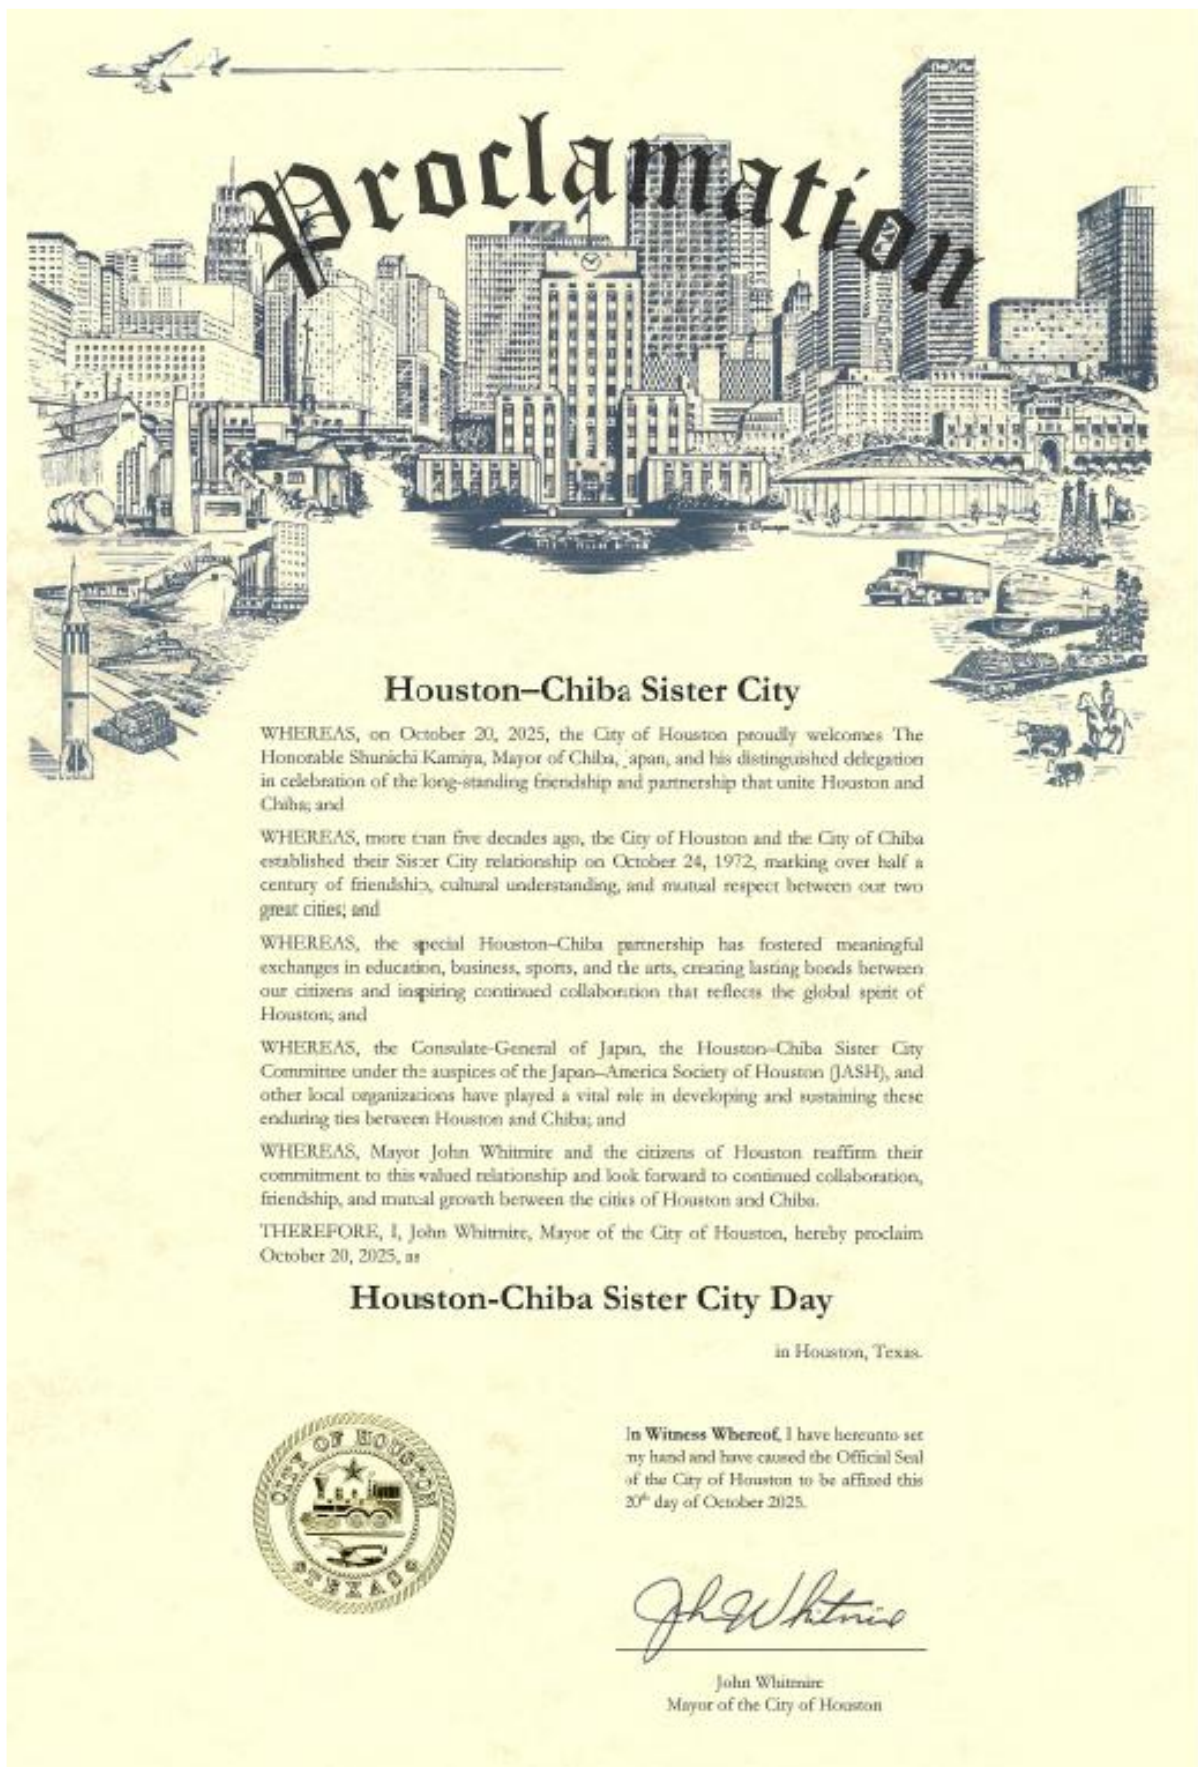 Proclamation
Houston–Chiba Sister City
WHEREAS, on October 20, 2025, the City of Houston proudly welcomes The
Honorable Shunichi Kamiya, Mayor of Chiba, Japan, and his distinguished delegation
in celebration of the long-standing friendship and partnership that unite Houston and
Chiba; and
WHEREAS, more than five decades ago, the City of Houston and the City of Chiba
established their Sister City relationship on October 24, 1972, marking over half a
century of friendship, cultural understanding, and mutual respect between our two
great cities; and
WHEREAS, the special Houston–Chiba partnership has fostered meaningful
exchanges in education, business, sports, and the arts, creating lasting bonds between
our citizens and inspiring continued collaboration that reflects the global spirit of
Houston; and
WHEREAS, the Consulate-General of Japan, the Houston–Chiba Sister City
Committee under the auspices of the Japan–America Society of Houston (JASH), and
other local organizations have played a vital role in developing and sustaining these
enduring ties between Houston and Chiba; and
WHEREAS, Mayor John Whitmire and the citizens of Houston reaffirm their
commitment to this valued relationship and look forward to continued collaboration,
friendship, and mutual growth between the cities of Houston and Chiba.
THEREFORE, I, John Whitmire, Mayor of the City of Houston, hereby proclaim
October 20, 2025, as
Houston-Chiba Sister City Day
in Houston, Texas.
CITY OF HOUSTON
TEXAS
In Witness Whereof, I have hereunto set
my hand and have caused the Official Seal
of the City of Houston to be affixed this
20th day of October 2025.
John Whitmire
John Whitmire
Mayor of the City of Houston